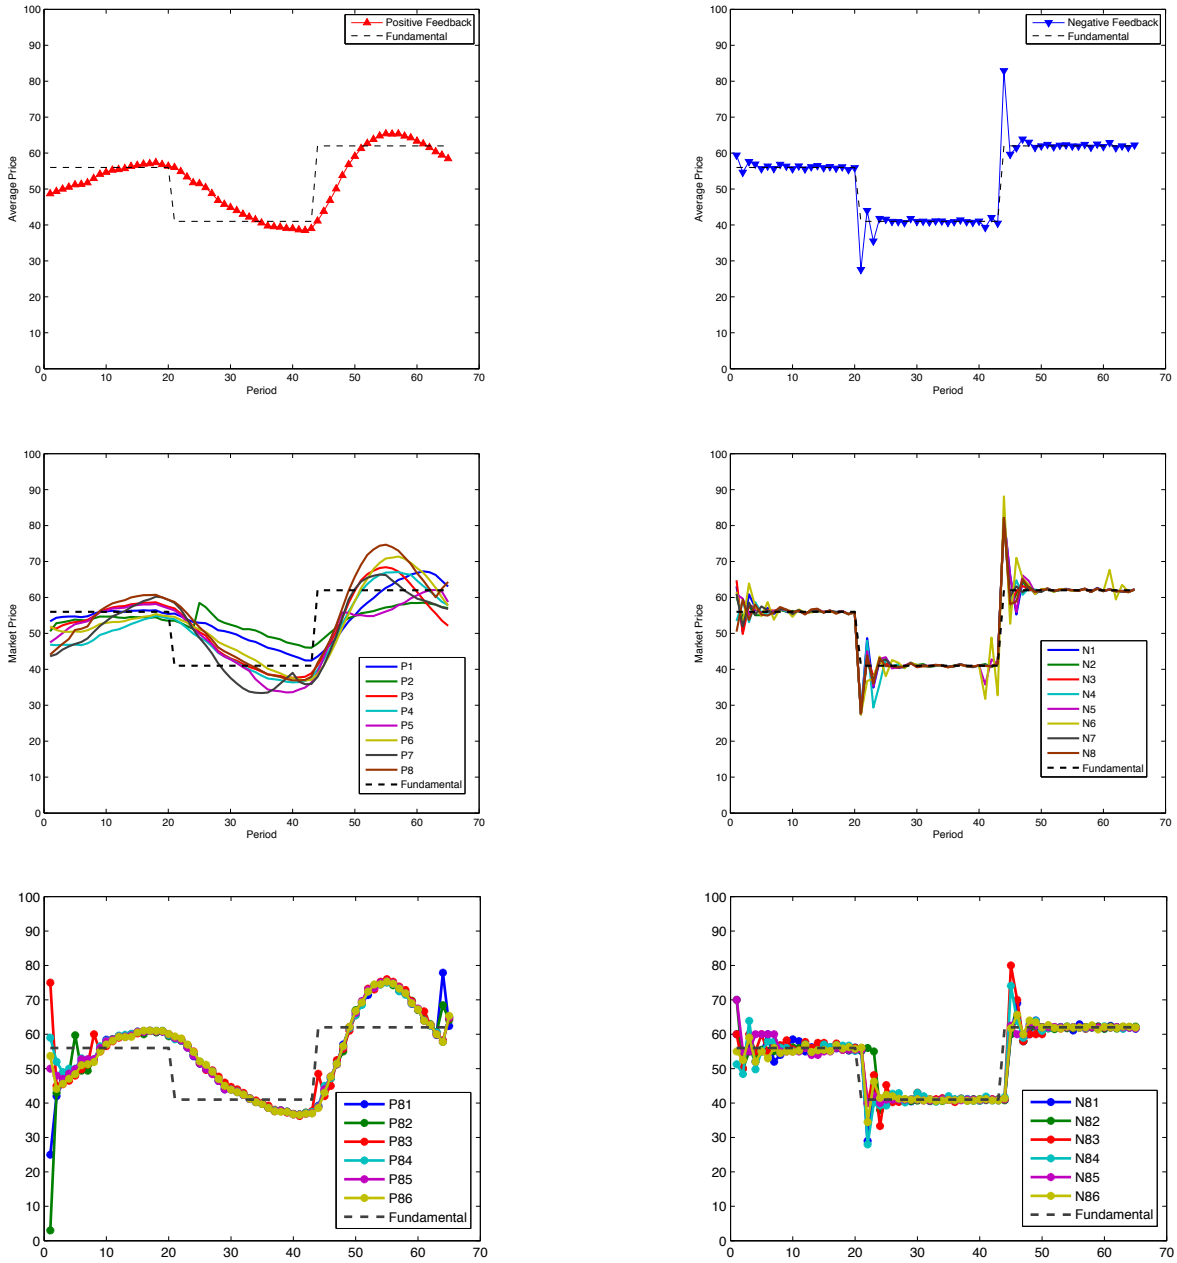 100
90
80
70
60
50
40
30
20
10
0
Average Price
0 10 20 30 40 50 60 70
Period
Positive Feedback
Fundamental
100
90
80
70
60
50
40
30
20
10
0
Average Price
0 10 20 30 40 50 60 70
Period
Negative Feedback
Fundamental
100
90
80
70
60
50
40
30
20
10
0
Market Price
0 10 20 30 40 50 60 70
Period
P1
P2
P3
P4
P5
P6
P7
P8
Fundamental
100
90
80
70
60
50
40
30
20
10
0
Market Price
0 10 20 30 40 50 60 70
Period
N1
N2
N3
N4
N5
N6
N7
N8
Fundamental
100
90
80
70
60
50
40
30
20
10
0
0 10 20 30 40 50 60 70
P81
P82
P83
P84
P85
P86
Fundamental
100
90
80
70
60
50
40
30
20
10
0
0 10 20 30 40 50 60 70
N81
N82
N83
N84
N85
N86
Fundamental